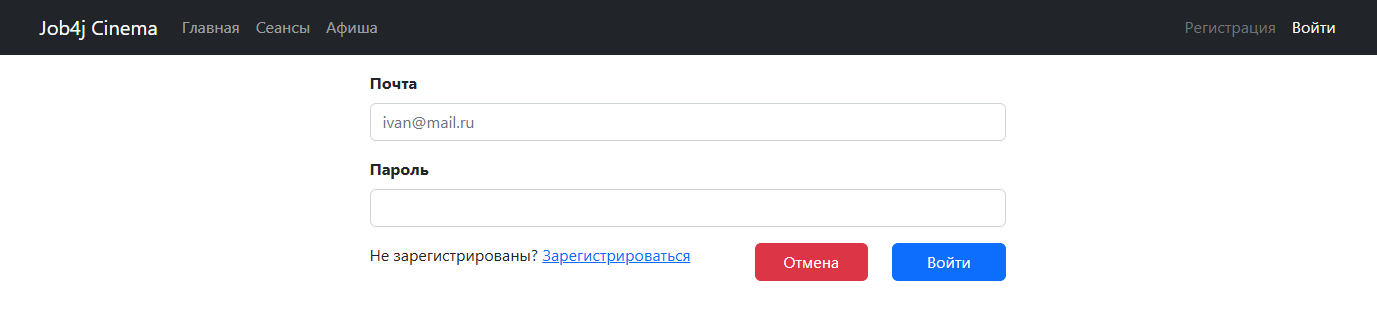 Job4j Cinema Главная Сеансы Афиша Регистрация Войти
Почта
ivan@mail.ru
Пароль
Не зарегистрированы? Зарегистрироваться Отмена Войти